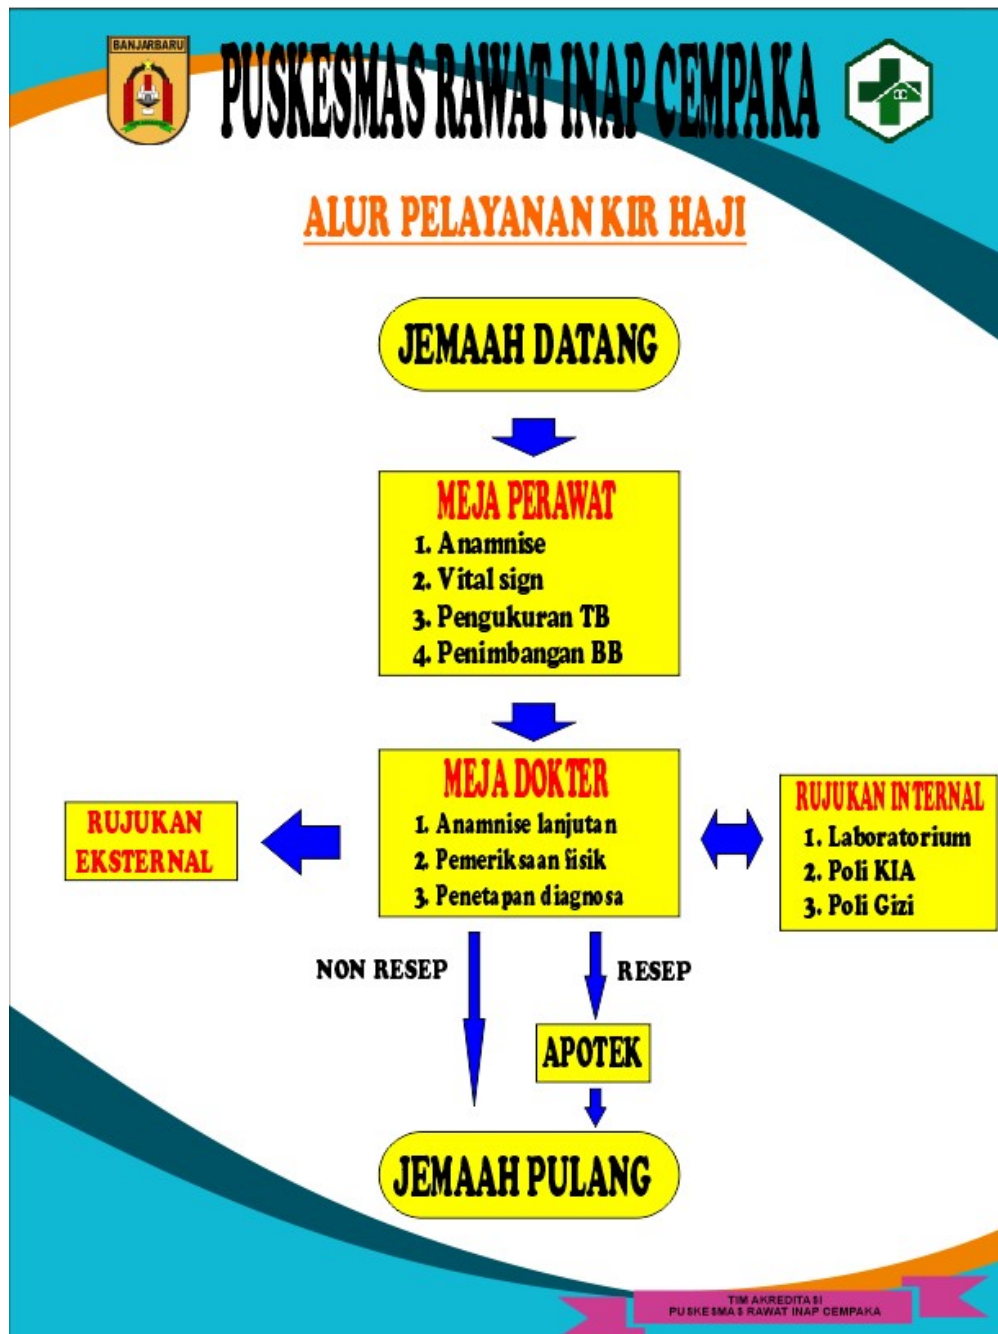 BANJARBARU
PUSKESMAS RAWAT INAP CEMPAKA
ALUR PELAYANAN KIR HAJI
JEMAAH DATANG
MEJA PERAWAT
1. Anamnise
2. Vital sign
3. Pengukuran TB
4. Penimbangan BB
MEJA DOKTER
1. Anamnise lanjutan
2. Pemeriksaan fisik
3. Penetapan diagnosa
RUJUKAN
EKSTERNAL
RUJUKAN INTERNAL
1. Laboratorium
2. Poli KIA
3. Poli Gizi
NON RESEP
RESEP
APOTEK
JEMAAH PULANG
TIM AKREDITASI
PUSKESMAS RAWAT INAP CEMPAKA